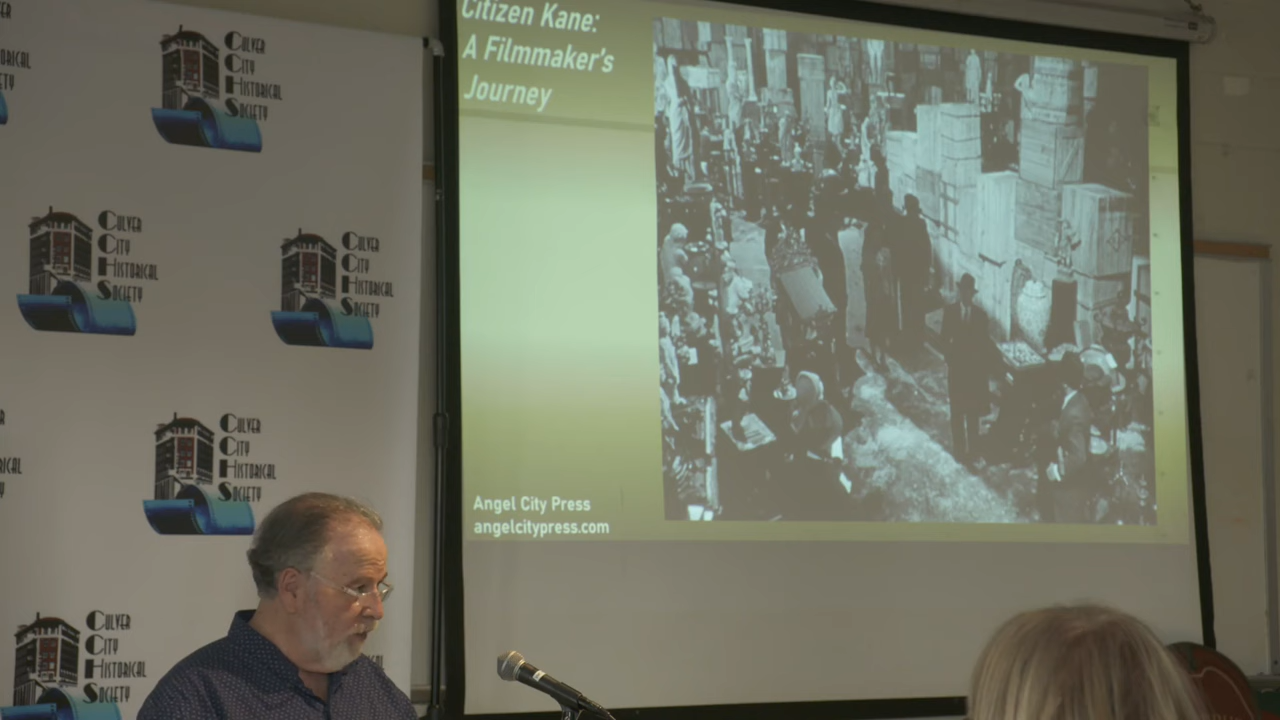 Citizen Kane:
A Filmmaker's
Journey
Angel City Press
angelcitypress.com
CULVER
CITY
HISTORICAL
SOCIETY
CULVER
CITY
HISTORICAL
SOCIETY
CULVER
CITY
HISTORICAL
SOCIETY
CULVER
CITY
HISTORICAL
SOCIETY
CULVER
CITY
HISTORICAL
SOCIETY